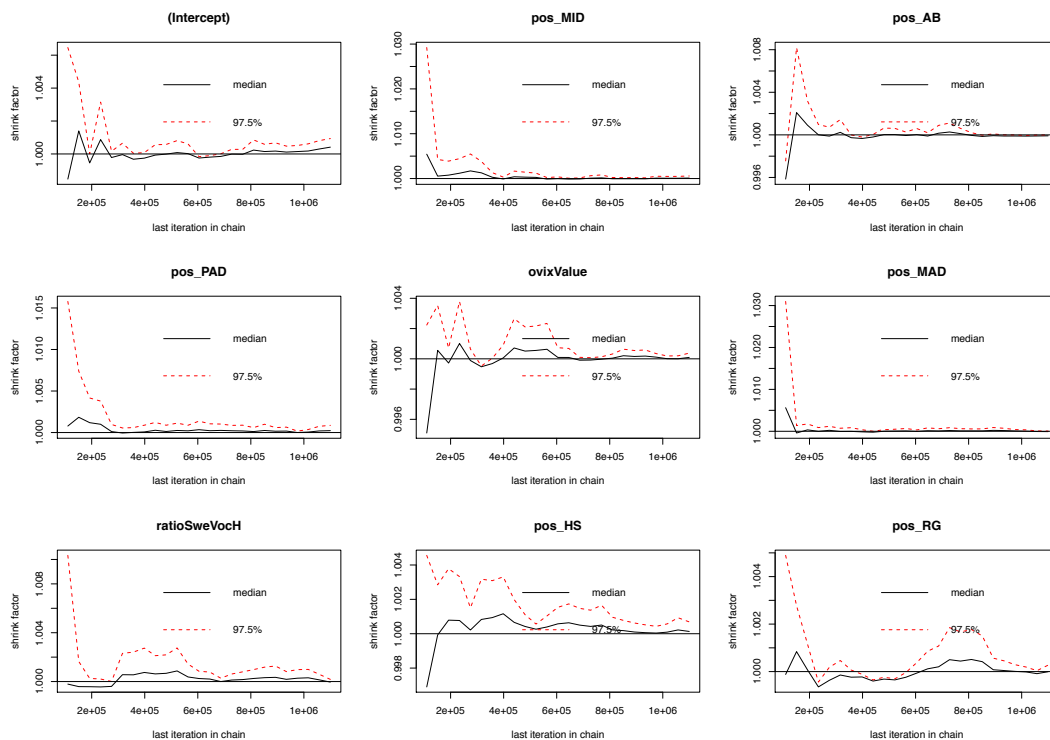 (Intercept)
shrink factor
1.000 1.004
median
97.5%
2e+05 4e+05 6e+05 8e+05 1e+06
last iteration in chain
pos_MID
shrink factor
1.000 1.010 1.020 1.030
median
97.5%
2e+05 4e+05 6e+05 8e+05 1e+06
last iteration in chain
pos_AB
shrink factor
0.996 1.000 1.004 1.008
median
97.5%
2e+05 4e+05 6e+05 8e+05 1e+06
last iteration in chain
pos_PAD
shrink factor
1.000 1.005 1.010 1.015
median
97.5%
2e+05 4e+05 6e+05 8e+05 1e+06
last iteration in chain
ovixValue
shrink factor
0.996 1.000 1.004
median
97.5%
2e+05 4e+05 6e+05 8e+05 1e+06
last iteration in chain
pos_MAD
shrink factor
1.000 1.010 1.020 1.030
median
97.5%
2e+05 4e+05 6e+05 8e+05 1e+06
last iteration in chain
ratioSweVocH
shrink factor
1.000 1.004 1.008
median
97.5%
2e+05 4e+05 6e+05 8e+05 1e+06
last iteration in chain
pos_HS
shrink factor
0.998 1.000 1.002 1.004
median
97.5%
2e+05 4e+05 6e+05 8e+05 1e+06
last iteration in chain
pos_RG
shrink factor
1.000 1.002 1.004
median
97.5%
2e+05 4e+05 6e+05 8e+05 1e+06
last iteration in chain